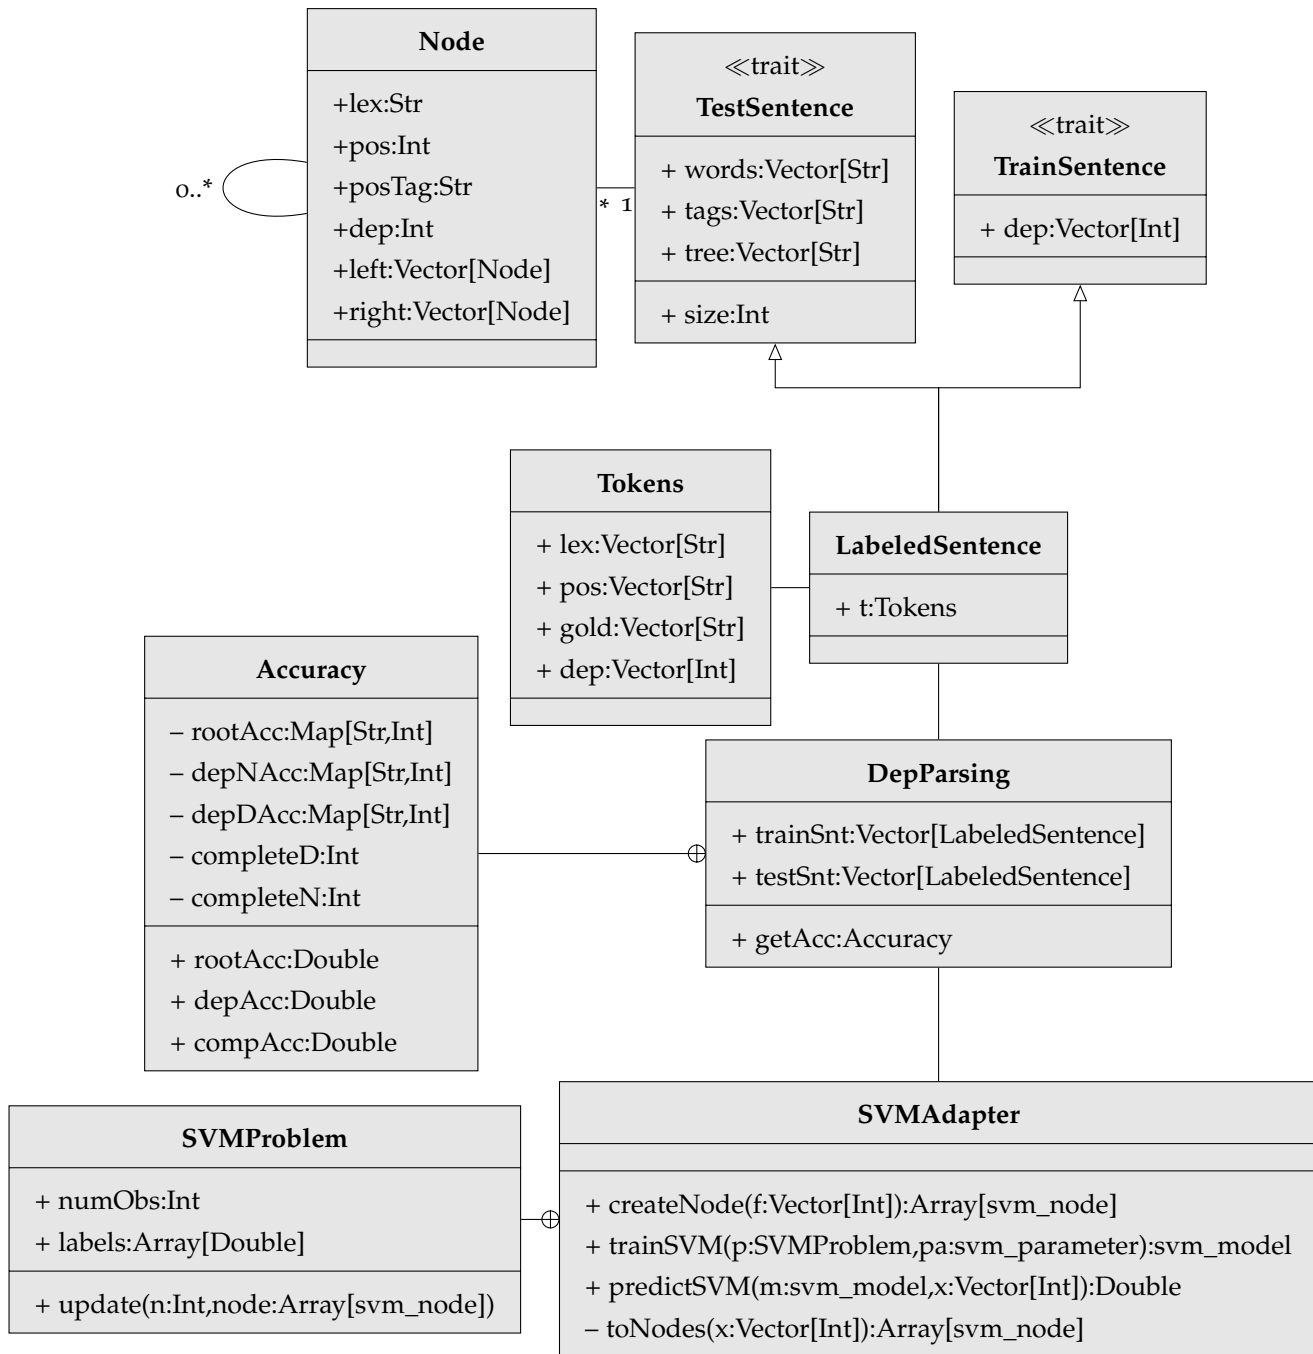 Node
+lex:Str
+pos:Int
+posTag:Str
+dep:Int
+left:Vector[Node]
+right:Vector[Node]
0..*
* 1
≪trait≫
TestSentence
+ words:Vector[Str]
+ tags:Vector[Str]
+ tree:Vector[Str]
+ size:Int
≪trait≫
TrainSentence
+ dep:Vector[Int]
Tokens
+ lex:Vector[Str]
+ pos:Vector[Str]
+ gold:Vector[Str]
+ dep:Vector[Int]
LabeledSentence
+ t:Tokens
Accuracy
– rootAcc:Map[Str,Int]
– depNAcc:Map[Str,Int]
– depDAcc:Map[Str,Int]
– completeD:Int
– completeN:Int
+ rootAcc:Double
+ depAcc:Double
+ compAcc:Double
DepParsing
+ trainSnt:Vector[LabeledSentence]
+ testSnt:Vector[LabeledSentence]
+ getAcc:Accuracy
SVMProblem
+ numObs:Int
+ labels:Array[Double]
+ update(n:Int,node:Array[svm_node])
SVMAdapter
+ createNode(f:Vector[Int]):Array[svm_node]
+ trainSVM(p:SVMProblem,pa:svm_parameter):svm_model
+ predictSVM(m:svm_model,x:Vector[Int]):Double
– toNodes(x:Vector[Int]):Array[svm_node]